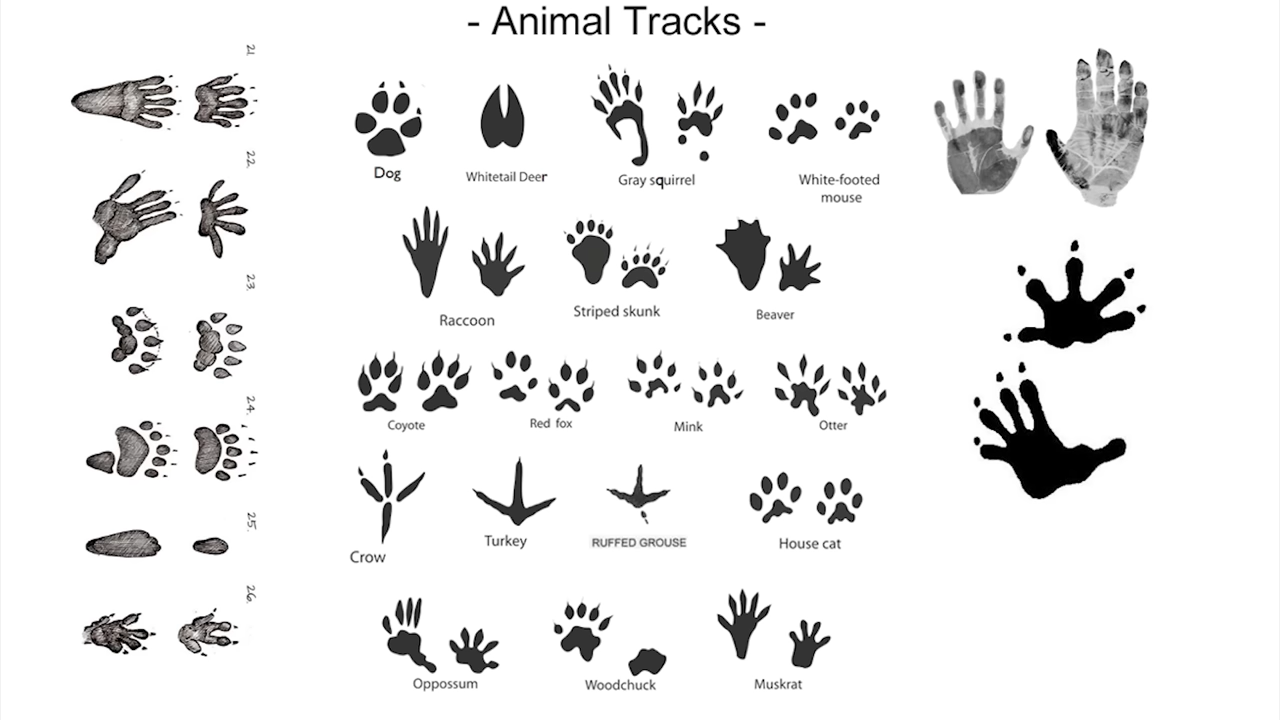 - Animal Tracks -
21
22.
23.
24.
25.
26.
Dog
Whitetail Deer
Gray squirrel
White-footed
mouse
Raccoon
Striped skunk
Beaver
Coyote
Red fox
Mink
Otter
Crow
Turkey
RUFFED GROUSE
House cat
Oppossum
Woodchuck
Muskrat